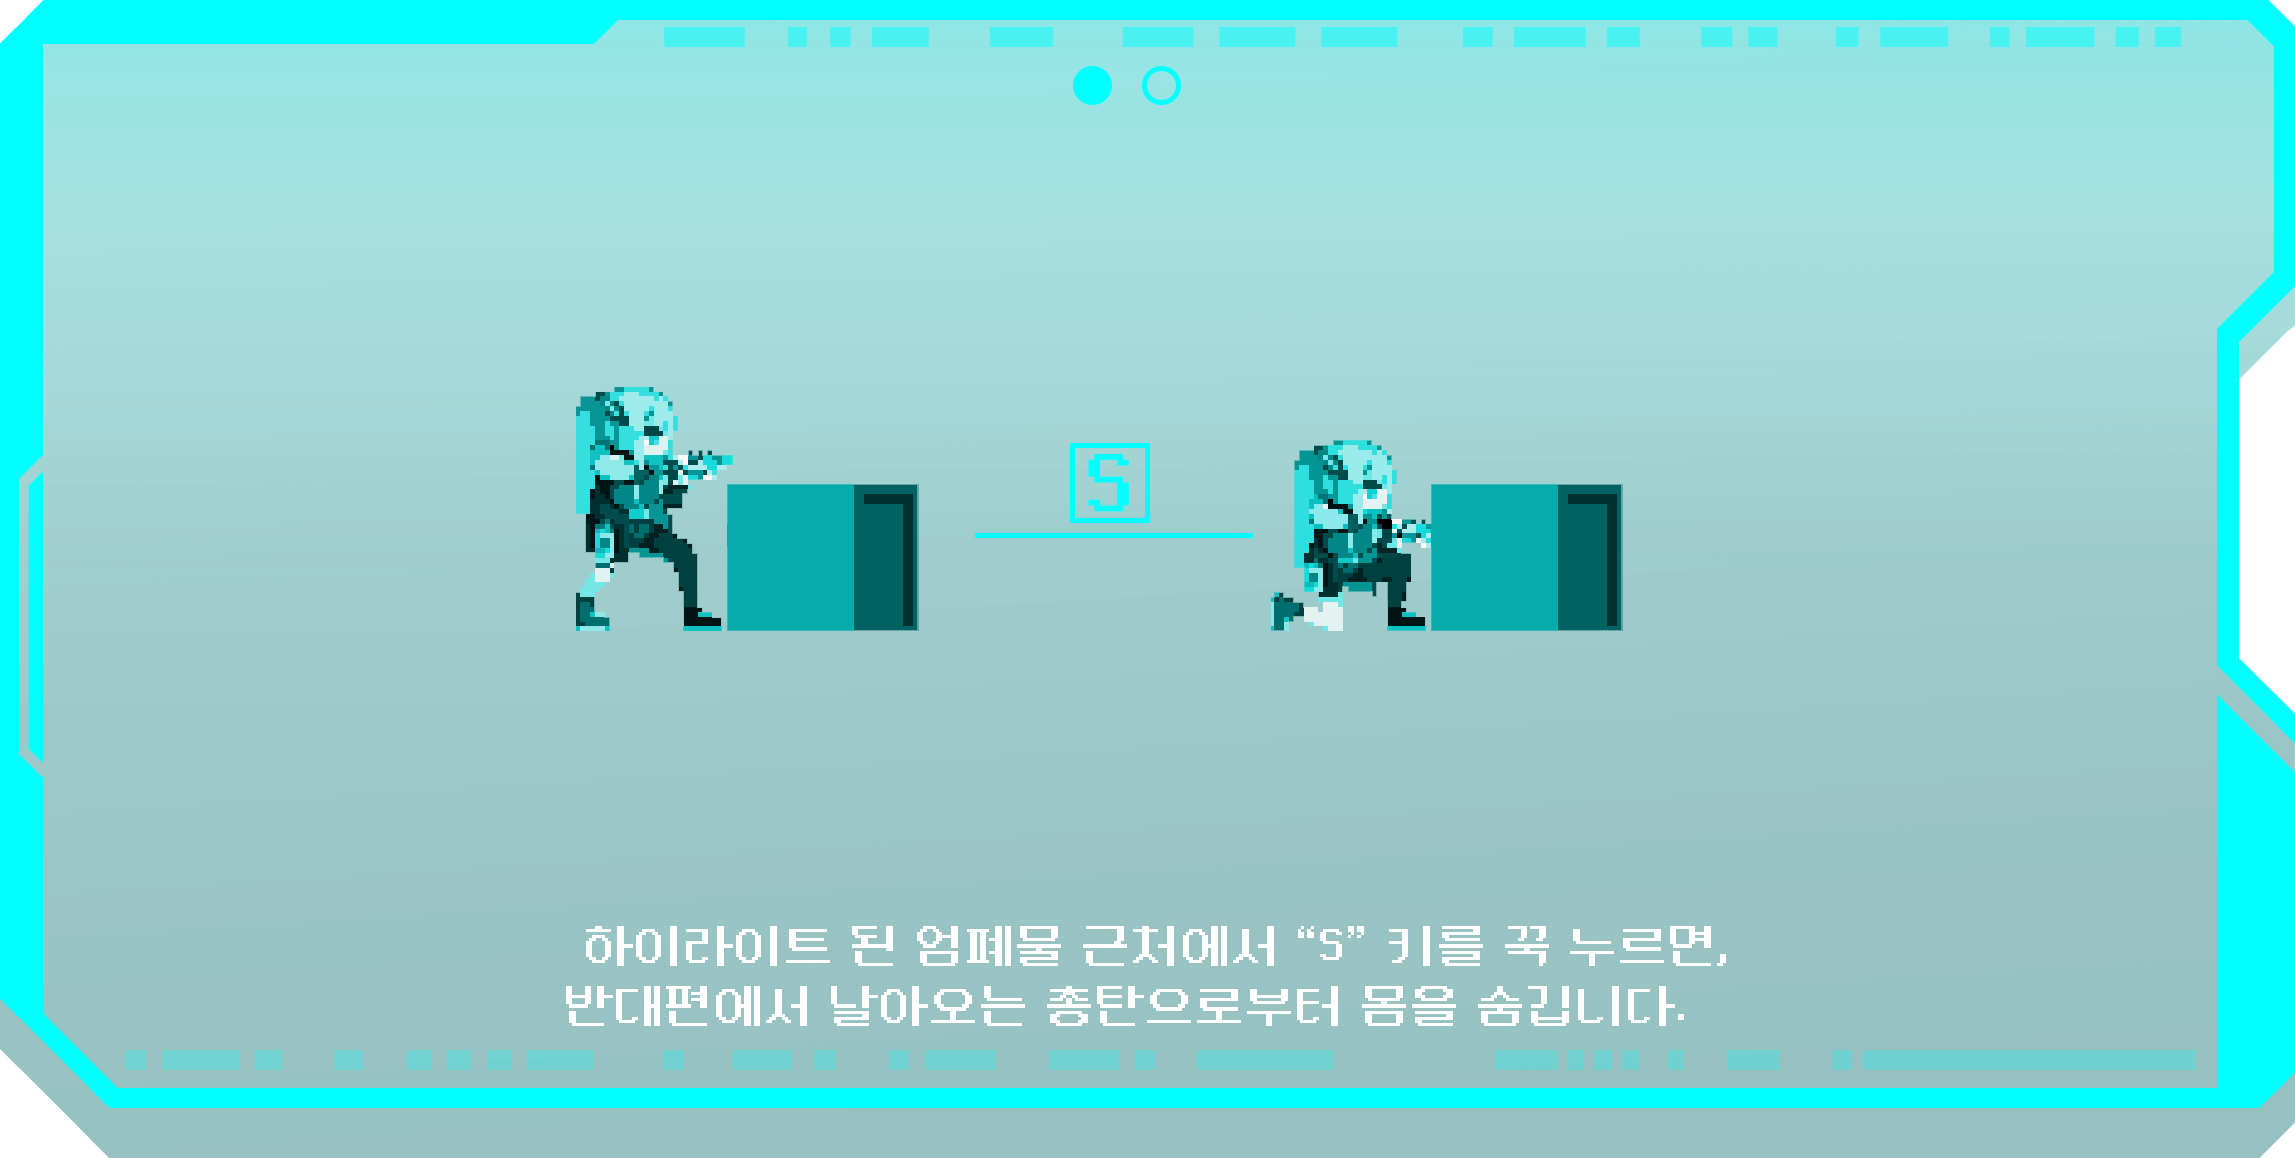 S
하이라이트 된 엄폐물 근처에서 “S” 키를 꾹 누르면,
반대편에서 날아오는 총탄으로부터 몸을 숨깁니다.